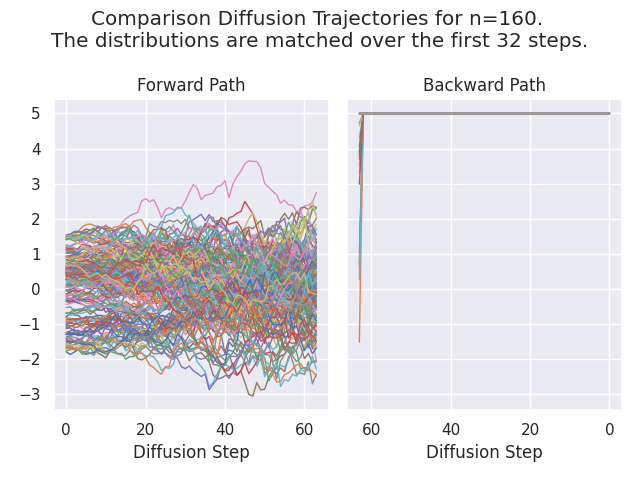 Comparison Diffusion Trajectories for n=160.
The distributions are matched over the first 32 steps.
Forward Path
Backward Path
5
4
3
2
1
0
−1
−2
−3
0 20 40 60
60 40 20 0
Diffusion Step
Diffusion Step